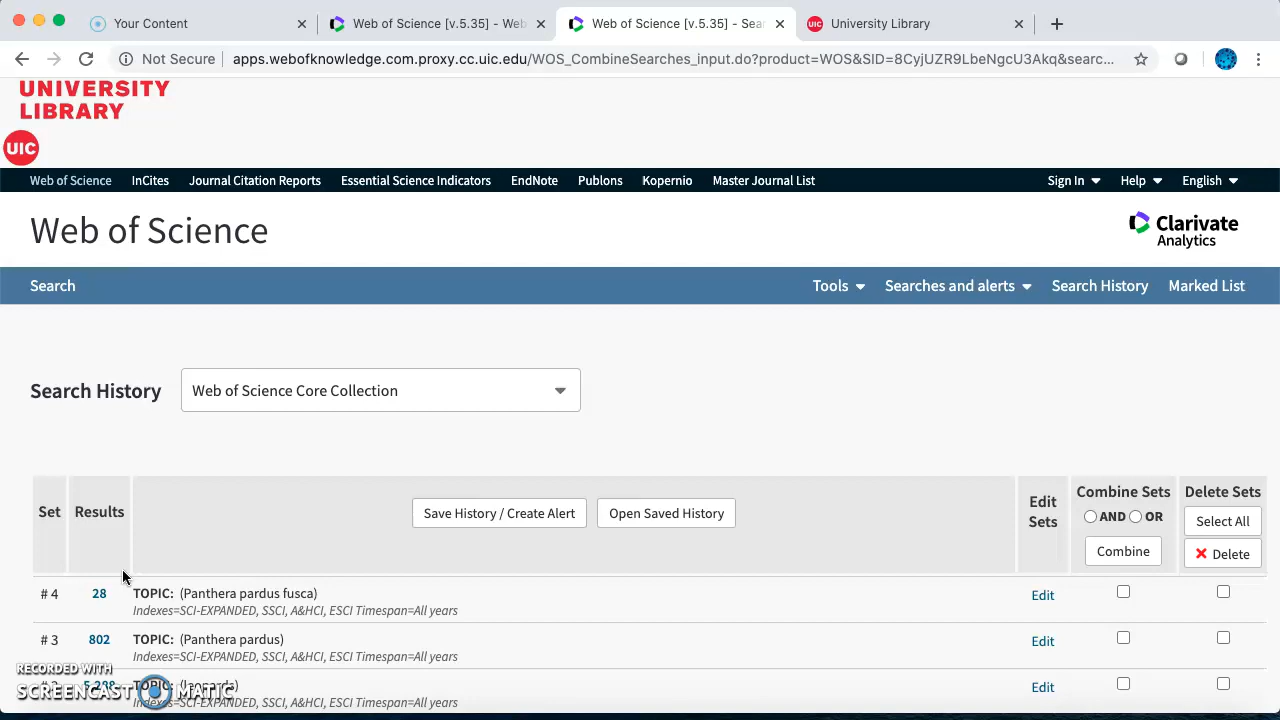 Your Content
Web of Science [v.5.35] - Web
Web of Science [v.5.35] - Sear
UIC University Library
Not Secure
apps.webofknowledge.com.proxy.cc.uic.edu/WOS_CombineSearches_input.do?product=WOS&SID=8CyjUZR9LbeNgcU3Akq&searc...
UNIVERSITY
LIBRARY
UIC
Web of Science InCites Journal Citation Reports Essential Science Indicators EndNote Publons Kopernio Master Journal List Sign In Help English
Web of Science
Clarivate
Analytics
Search Tools Searches and alerts Search History Marked List
Search History Web of Science Core Collection
Set Results Save History / Create Alert Open Saved History Edit Sets
Combine Sets
AND OR
Combine
Delete Sets
Select All
Delete
# 4 28 TOPIC: (Panthera pardus fusca) Edit
Indexes=SCI-EXPANDED, SSCI, A&HCI, ESCI Timespan=All years
# 3 802 TOPIC: (Panthera pardus) Edit
Indexes=SCI-EXPANDED, SSCI, A&HCI, ESCI Timespan=All years
RECORDED WITH
SCREENCAST MATIC
Edit
Indexes=SCI-EXPANDED, SSCI, A&HCI, ESCI Timespan=All years